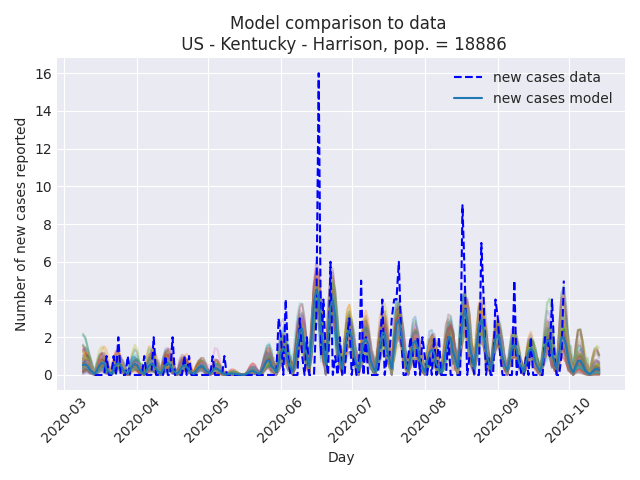 Model comparison to data
US - Kentucky - Harrison, pop. = 18886
new cases data
new cases model
Number of new cases reported
16
14
12
10
8
6
4
2
0
2020-03
2020-04
2020-05
2020-06
2020-07
2020-08
2020-09
2020-10
Day